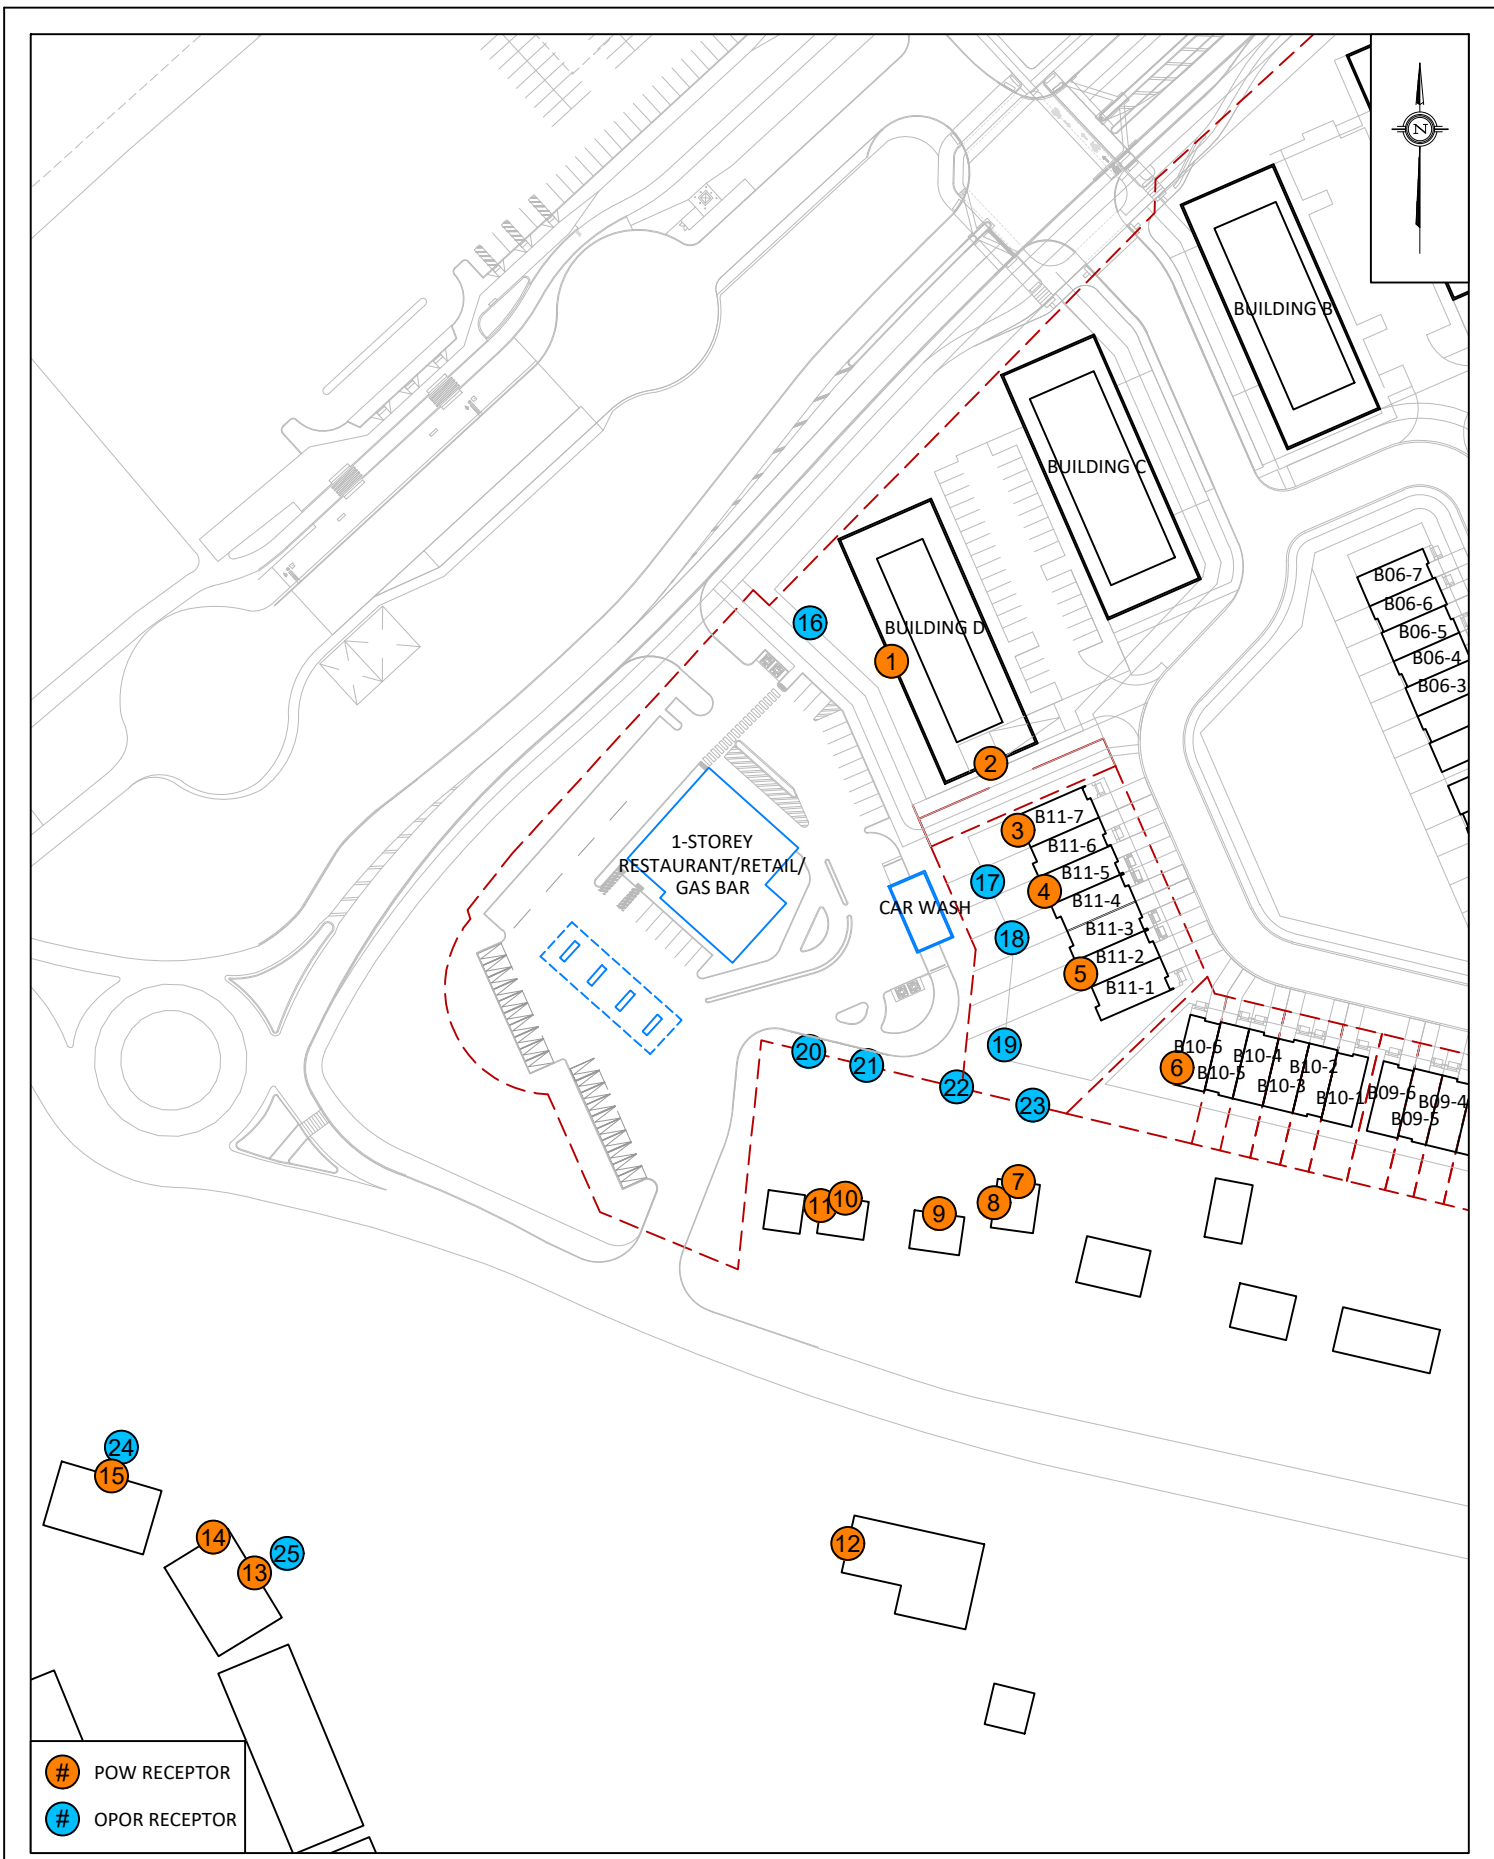 N
BUILDING B
BUILDING C
B06-7
B06-6
B06-5
B06-4
B06-3
16
BUILDING D
1
2
B11-7
3
B11-6
1-STOREY
RESTAURANT/RETAIL/
GAS BAR
B11-5
17
4
B11-4
CAR WASH
B11-3
18
B11-2
5
B11-1
19
20
21
22
23
B10-6
B10-5
B10-4
B10-3
B10-2
B10-1
6
B09-6
B09-5
B09-4
7
8
9
10
11
24
15
14
13
25
12
# POW RECEPTOR
# OPOR RECEPTOR